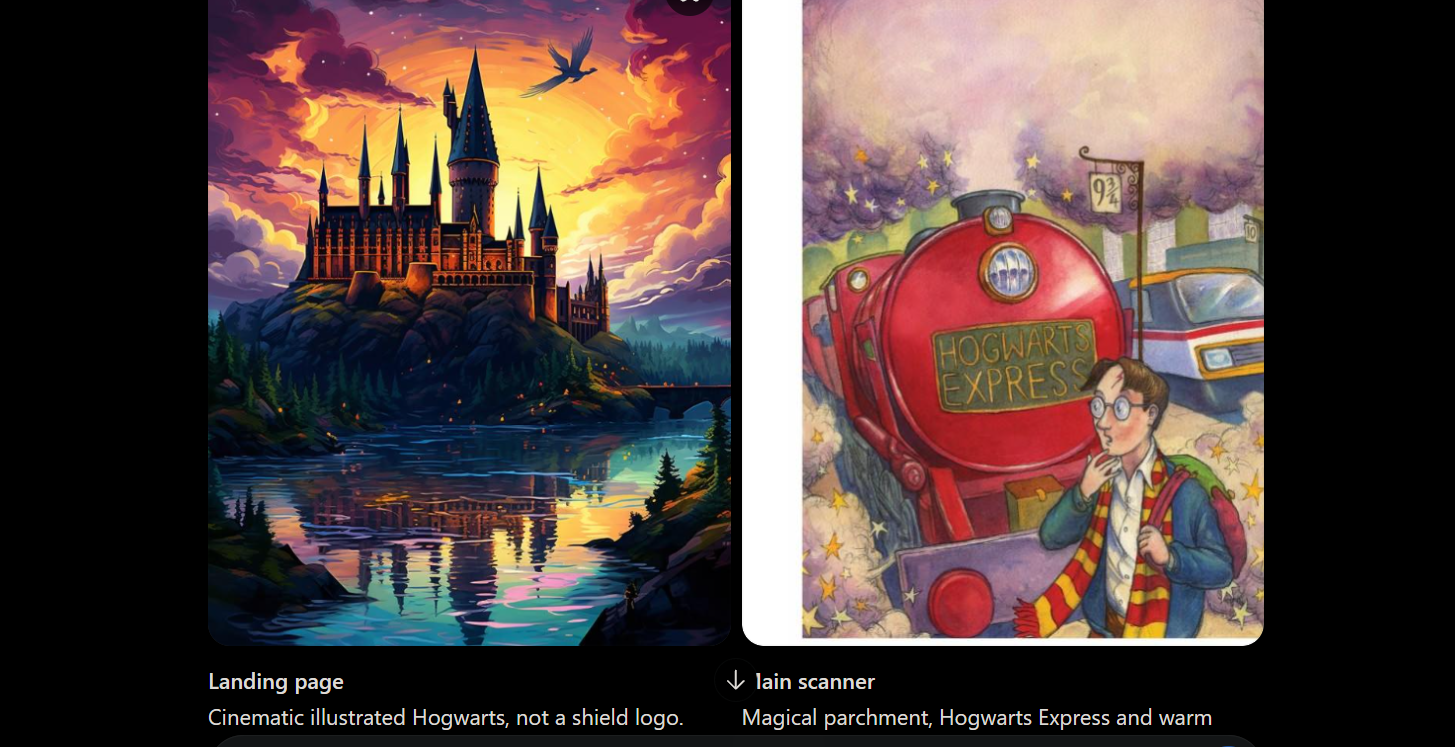 9¾
10
HOGWARTS
EXPRESS
Landing page
Cinematic illustrated Hogwarts, not a shield logo.
lain scanner
Magical parchment, Hogwarts Express and warm